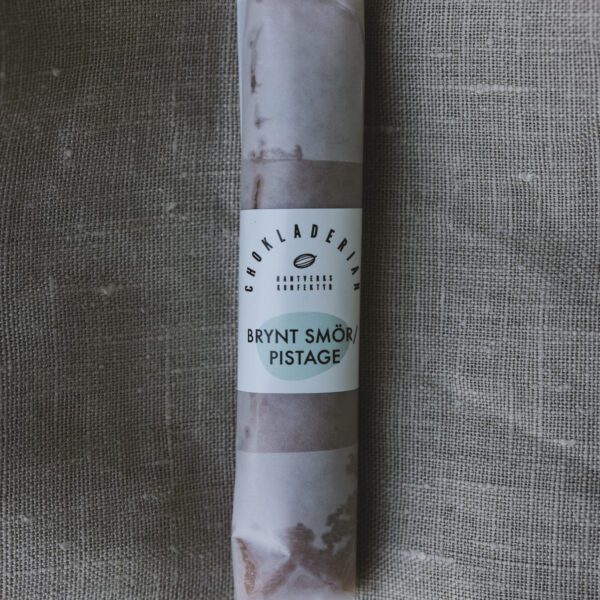 CHOKLADERIAN
HANTVERKS
KONFEKTYR
BRYNT SMÖR/
PISTAGE